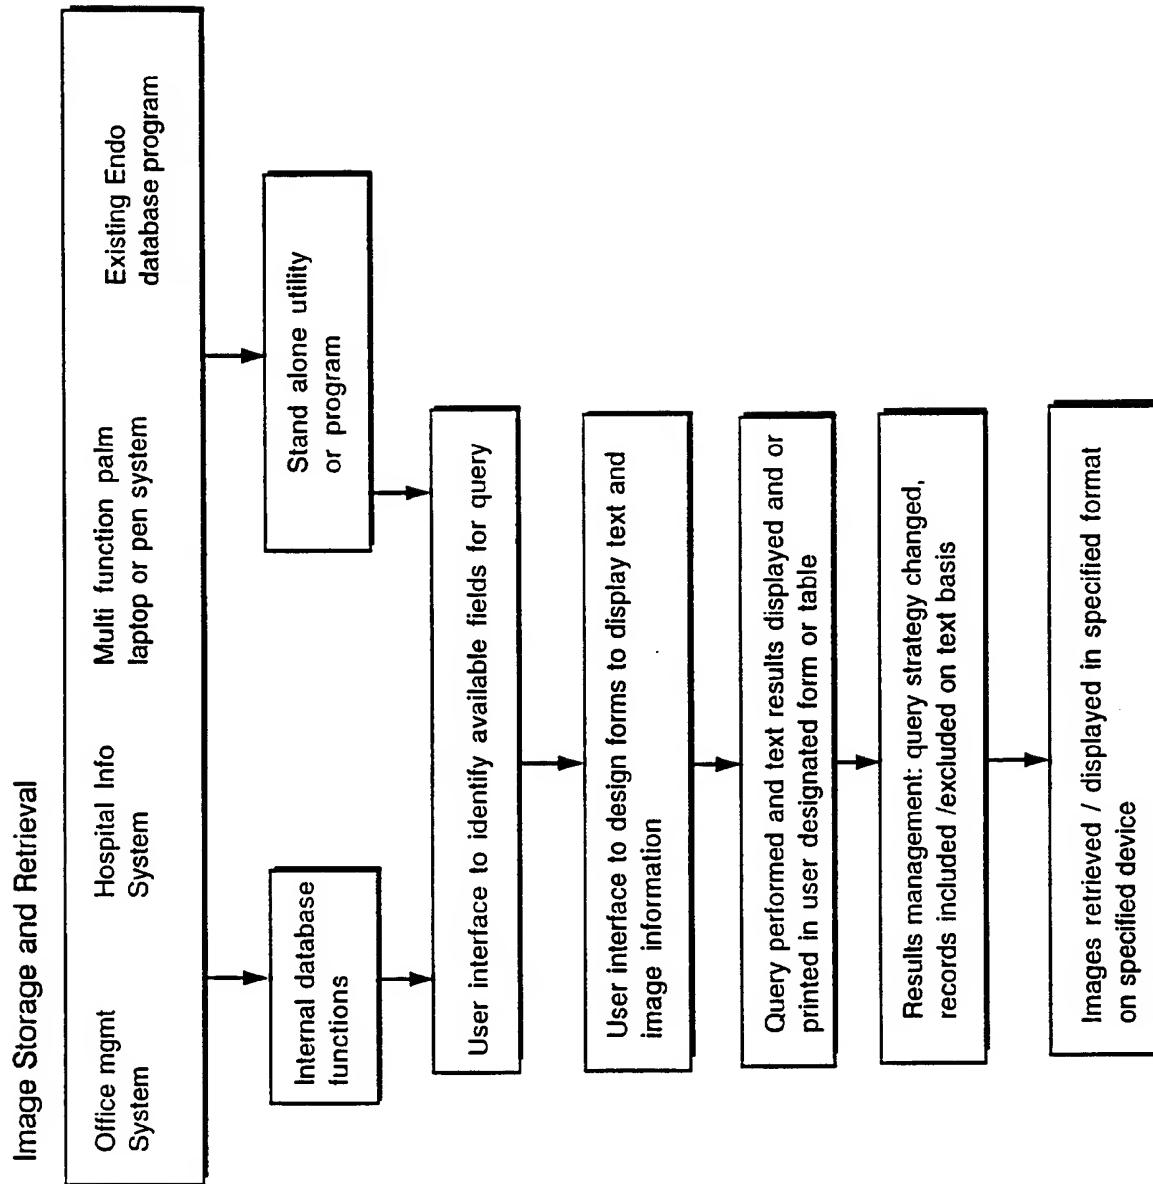 Image Storage and Retrieval
Office mgmt
System
Hospital Info
System
Multi function palm
laptop or pen system
Existing Endo
database program
Internal database
functions
Stand alone utility
or program
User interface to identify available fields for query
User interface to design forms to display text and
image information
Query performed and text results displayed and or
printed in user designated form or table
Results management: query strategy changed,
records included /excluded on text basis
Images retrieved / displayed in specified format
on specified device